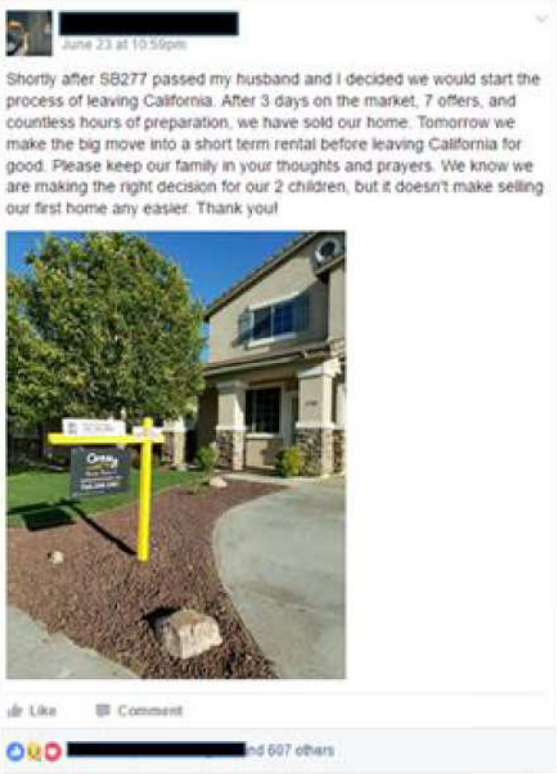 June 23 at 10:59pm
Shortly after SB277 passed my husband and I decided we would start the
process of leaving California. After 3 days on the market, 7 offers, and
countless hours of preparation, we have sold our home. Tomorrow we
make the big move into a short term rental before leaving California for
good. Please keep our family in your thoughts and prayers. We know we
are making the right decision for our 2 children, but it doesn't make selling
our first home any easier. Thank you!
Like Comment
nd 607 others